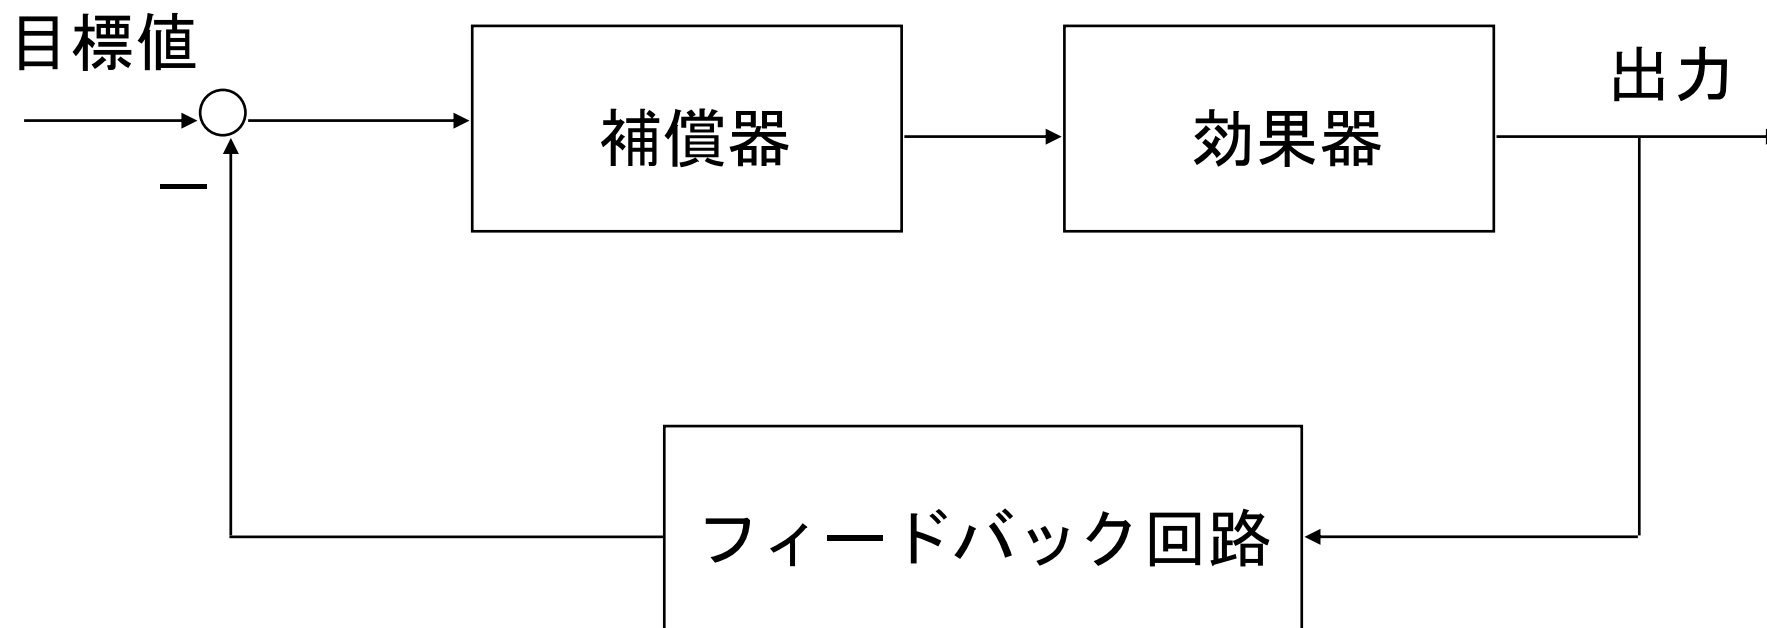 目標値
出力
補償器
効果器
−
フィードバック回路